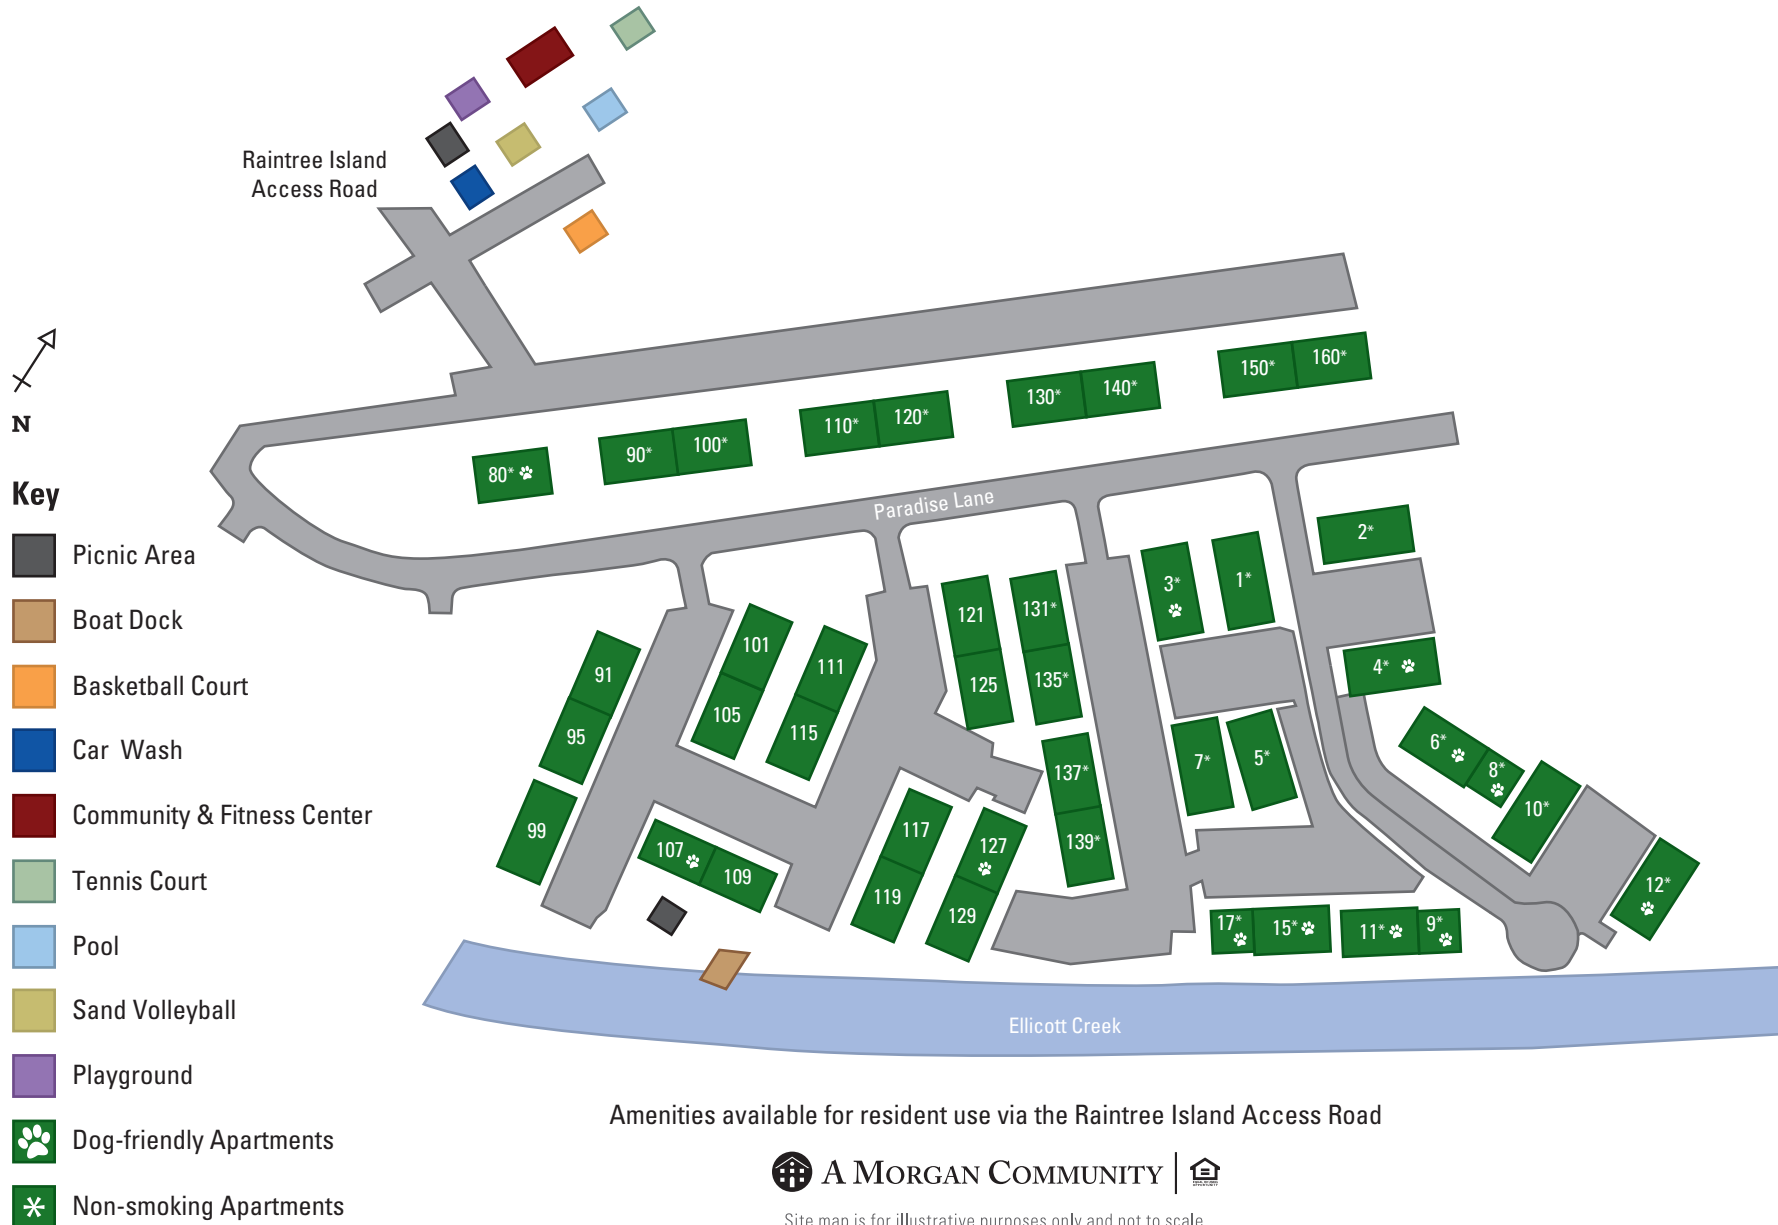 Raintree Island
Access Road
150* 160*
130* 140*
110* 120*
90* 100*
80*
N
Paradise Lane
Key
Picnic Area
Boat Dock
Basketball Court
Car Wash
Community & Fitness Center
Tennis Court
Pool
Sand Volleyball
Playground
Dog-friendly Apartments
* Non-smoking Apartments
2*
3* 1*
4*
121 131*
125 135*
101 111
105 115
91
95
99
107 109
117 127
119 129
137*
139*
7* 5*
6* 8*
10*
12*
17* 15* 11* 9*
Ellicott Creek
Amenities available for resident use via the Raintree Island Access Road
A MORGAN COMMUNITY
Site map is for illustrative purposes only and not to scale